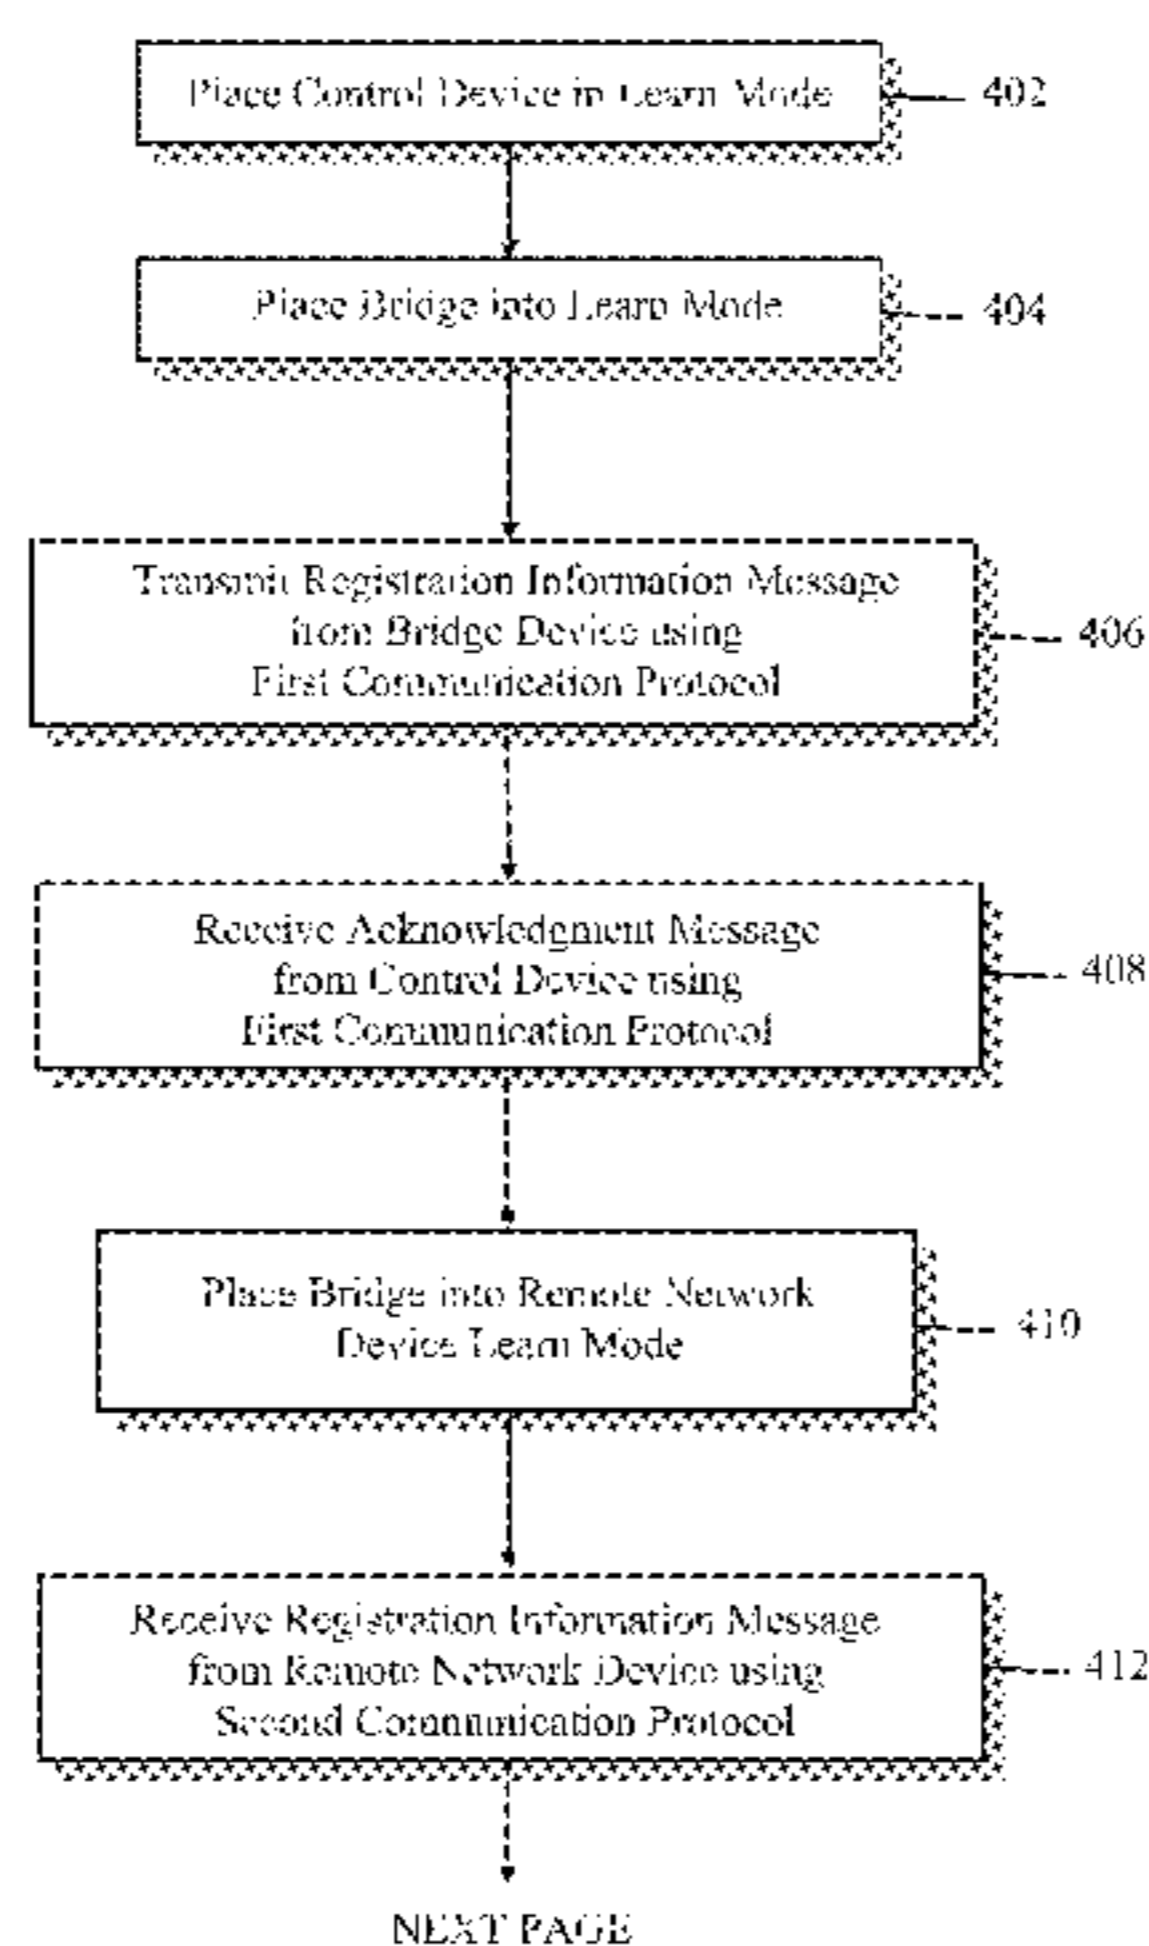 Place Control Device in Learn Mode
402
Place Bridge into Learn Mode
404
Transmit Registration Information Message
from Bridge Device using
First Communication Protocol
406
Receive Acknowledgment Message
from Control Device using
First Communication Protocol
408
Place Bridge into Remote Network
Device Learn Mode
410
Receive Registration Information Message
from Remote Network Device using
Second Communication Protocol
412
NEXT PAGE